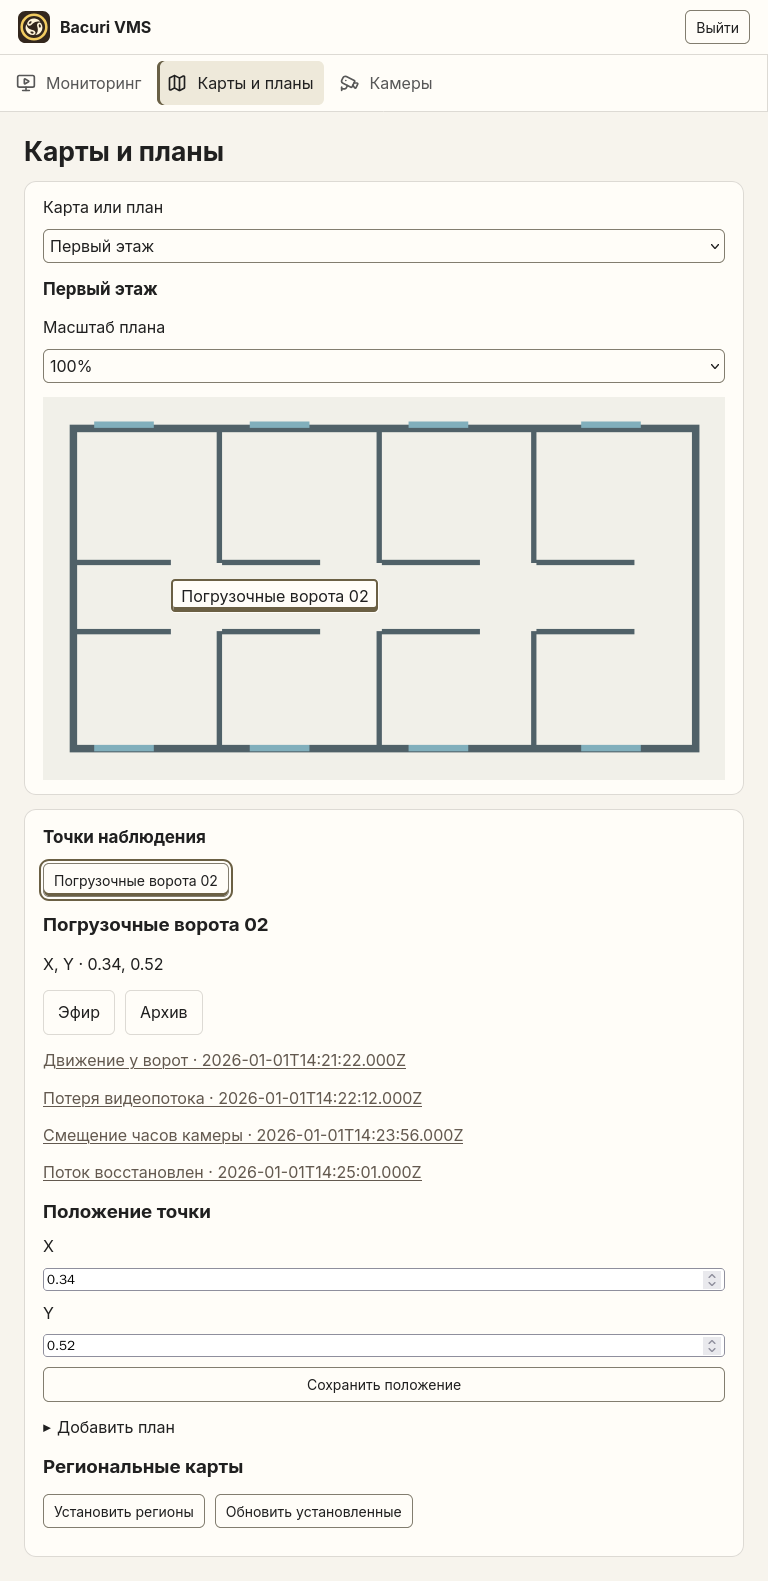 Bacuri VMS
Выйти
Мониторинг
Карты и планы
Камеры
Карты и планы
Карта или план
Первый этаж
Первый этаж
Масштаб плана
100%
Погрузочные ворота 02
Точки наблюдения
Погрузочные ворота 02
Погрузочные ворота 02
X, Y · 0.34, 0.52
Эфир
Архив
Движение у ворот · 2026-01-01T14:21:22.000Z
Потеря видеопотока · 2026-01-01T14:22:12.000Z
Смещение часов камеры · 2026-01-01T14:23:56.000Z
Поток восстановлен · 2026-01-01T14:25:01.000Z
Положение точки
X
0.34
Y
0.52
Сохранить положение
▸ Добавить план
Региональные карты
Установить регионы
Обновить установленные